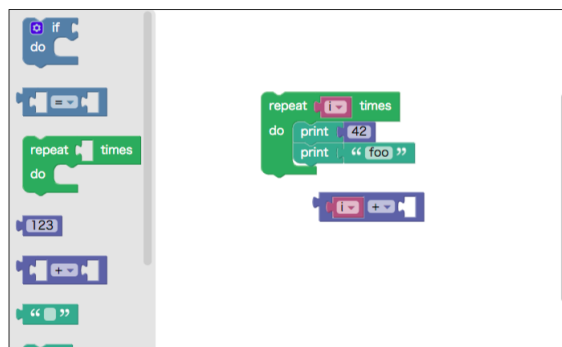 if
do
=
repeat times
do
123
+
“ ”
repeat i times
do print 42
print “ foo ”
i +